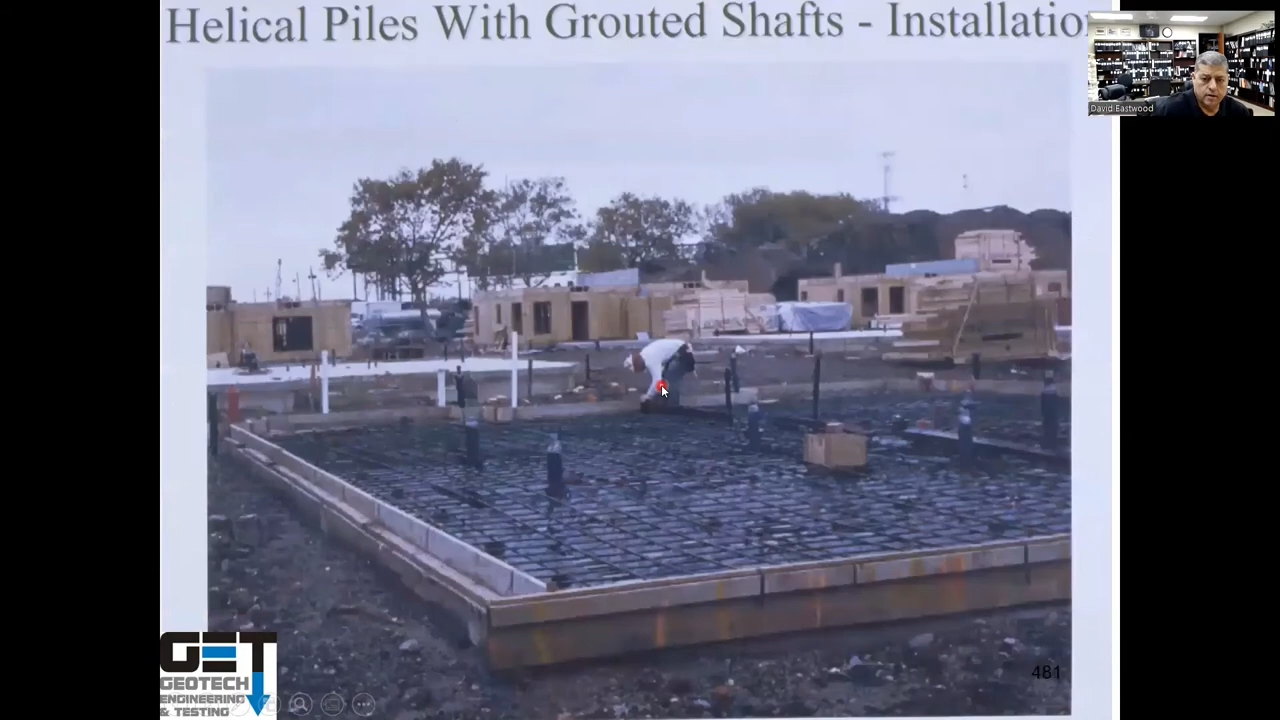 Helical Piles With Grouted Shafts - Installatio
David Eastwood
481
GET
GEOTECH
ENGINEERING
& TESTING